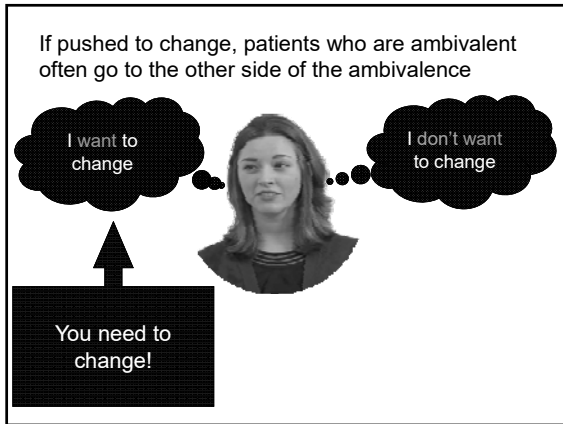 If pushed to change, patients who are ambivalent
often go to the other side of the ambivalence
I want to
change
I don't want
to change
You need to
change!